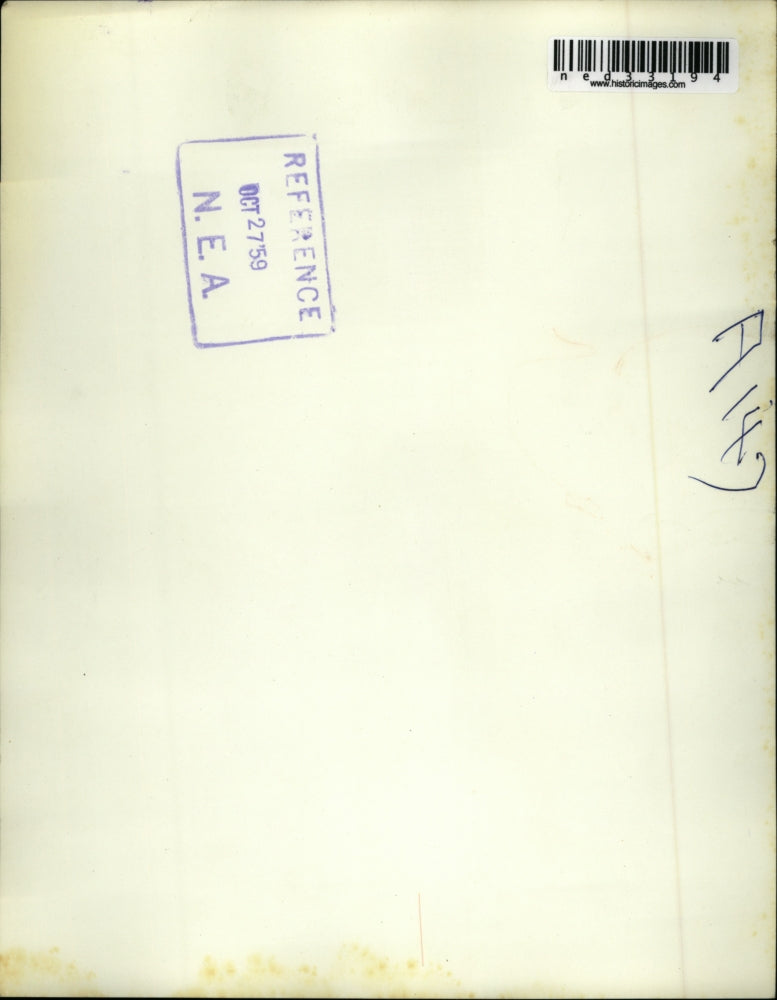 ned33194
www.historicimages.com
REFERENCE
OCT 27'59
N. E. A.